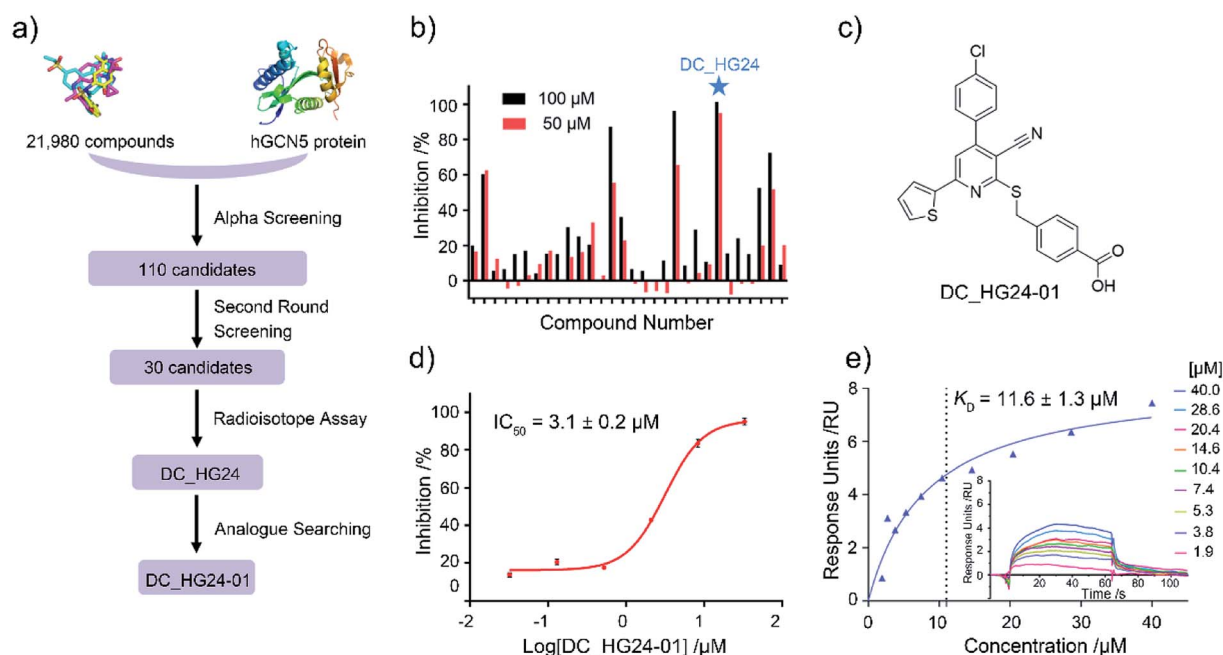 a)
21,980 compounds
hGCN5 protein
Alpha Screening
110 candidates
Second Round
Screening
30 candidates
Radioisotope Assay
DC_HG24
Analogue Searching
DC_HG24-01
b)
DC_HG24
100 μM
50 μM
Inhibition /%
100
80
60
40
20
0
Compound Number
c)
Cl
N
N
S
S
O
OH
DC_HG24-01
d)
IC50 = 3.1 ± 0.2 μM
Inhibition /%
100
80
60
40
20
0
-2
-1
0
1
2
Log[DC_HG24-01] /μM
e)
KD = 11.6 ± 1.3 μM
Response Units /RU
8
6
4
2
0
0
10
20
30
40
Concentration /μM
[μM]
40.0
28.6
20.4
14.6
10.4
7.4
5.3
3.8
1.9
Response Units /RU
8
6
4
2
0
20
40
60
80
100
Time /s